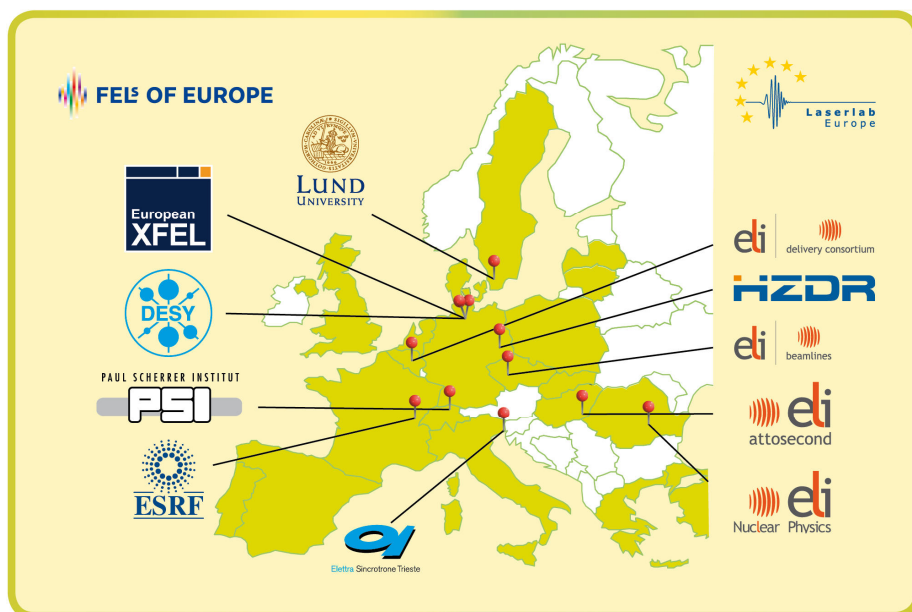 FELs OF EUROPE
Laserlab
Europe
LUND
UNIVERSITY
European
XFEL
DESY
PAUL SCHERRER INSTITUT
PSI
ESRF
Elettra Sincrotrone Trieste
eli delivery consortium
HZDR
eli beamlines
eli
attosecond
eli
Nuclear Physics